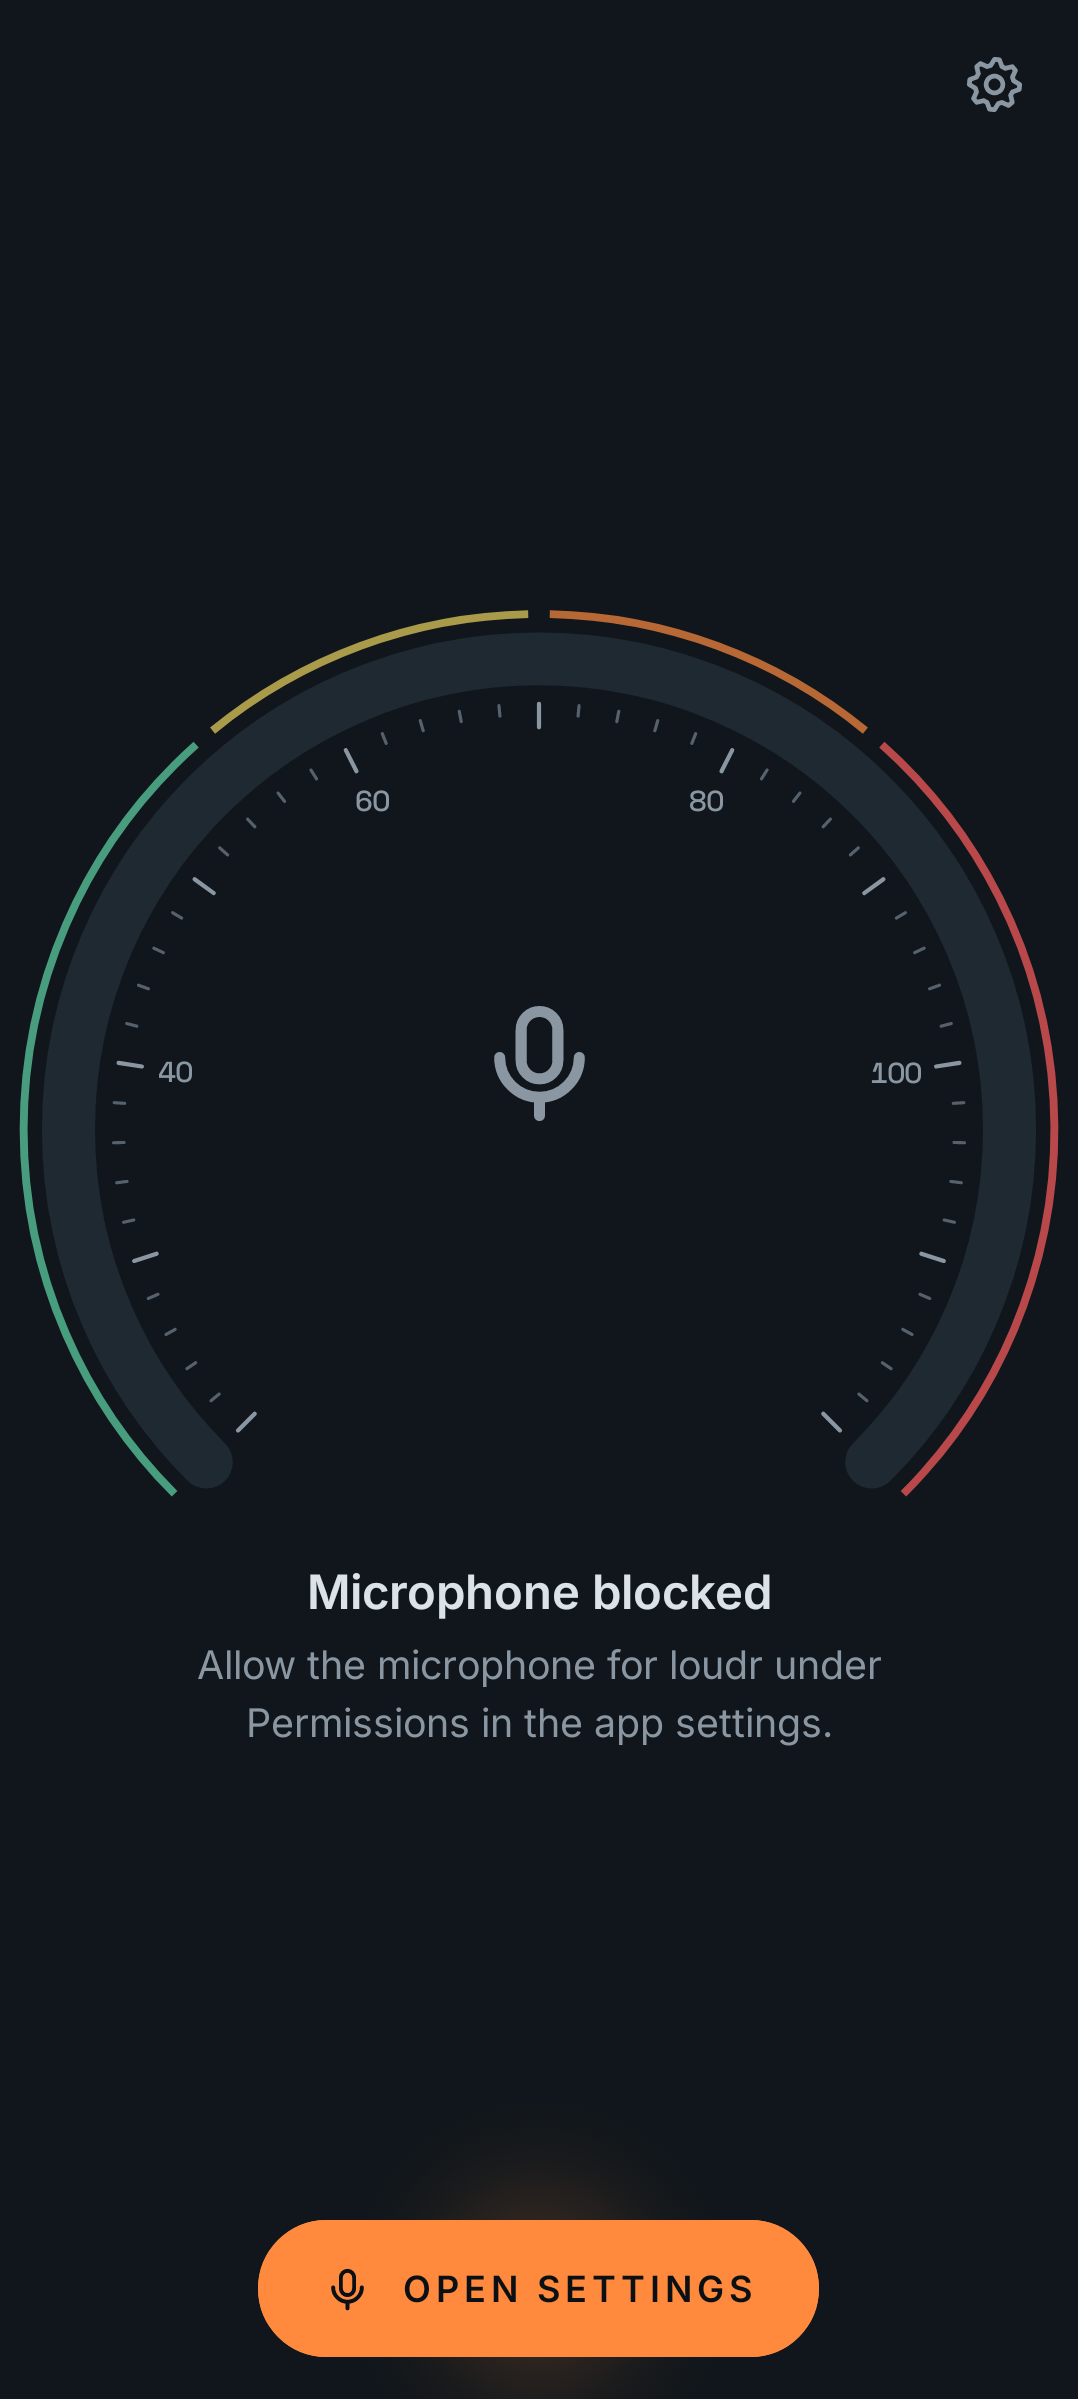 60
80
40
100
Microphone blocked
Allow the microphone for loudr under
Permissions in the app settings.
OPEN SETTINGS